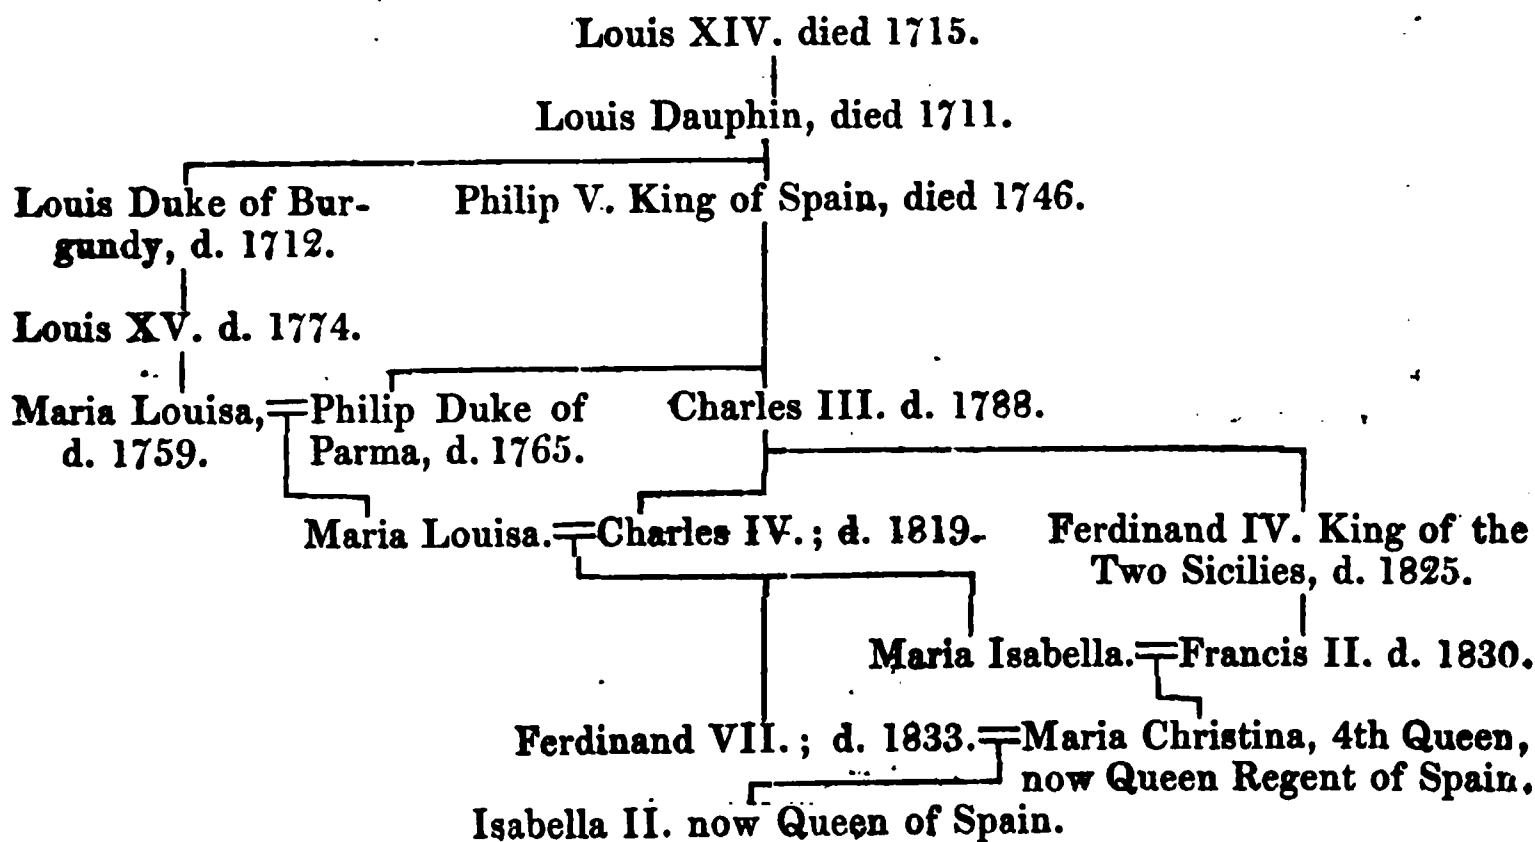 Louis XIV. died 1715.
Louis Dauphin, died 1711.
Louis Duke of Bur-
gundy, d. 1712.
Philip V. King of Spain, died 1746.
Louis XV. d. 1774.
Maria Louisa,
d. 1759.
Philip Duke of
Parma, d. 1765.
Charles III. d. 1788.
Maria Louisa.
Charles IV.; d. 1819.
Ferdinand IV. King of the
Two Sicilies, d. 1825.
Maria Isabella.
Francis II. d. 1830.
Ferdinand VII.; d. 1833.
Maria Christina, 4th Queen,
now Queen Regent of Spain.
Isabella II. now Queen of Spain.